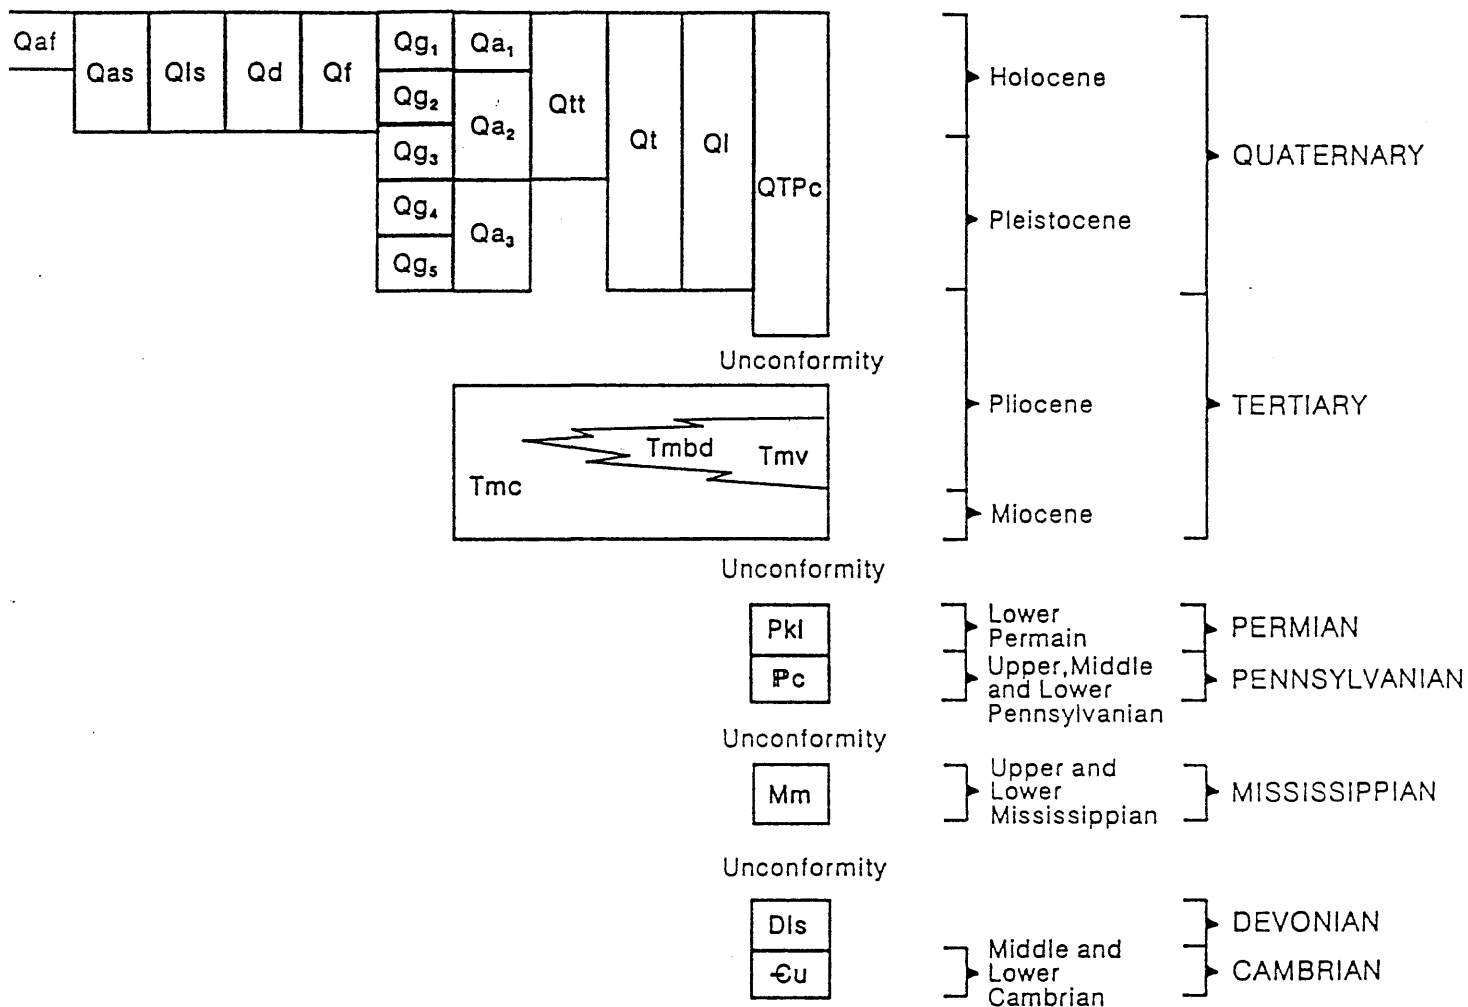 Qaf
Qas
Qls
Qd
Qf
Qg₁
Qg₂
Qg₃
Qg₄
Qg₅
Qa₁
Qa₂
Qa₃
Qtt
Qt
Ql
QTPc
Holocene
Pleistocene
QUATERNARY
Unconformity
Tmc
Tmbd
Tmv
Pliocene
Miocene
TERTIARY
Unconformity
Pkl
Lower
Permain
PERMIAN
ℙc
Upper, Middle
and Lower
Pennsylvanian
PENNSYLVANIAN
Unconformity
Mm
Upper and
Lower
Mississippian
MISSISSIPPIAN
Unconformity
Dls
DEVONIAN
Ꞓu
Middle and
Lower
Cambrian
CAMBRIAN